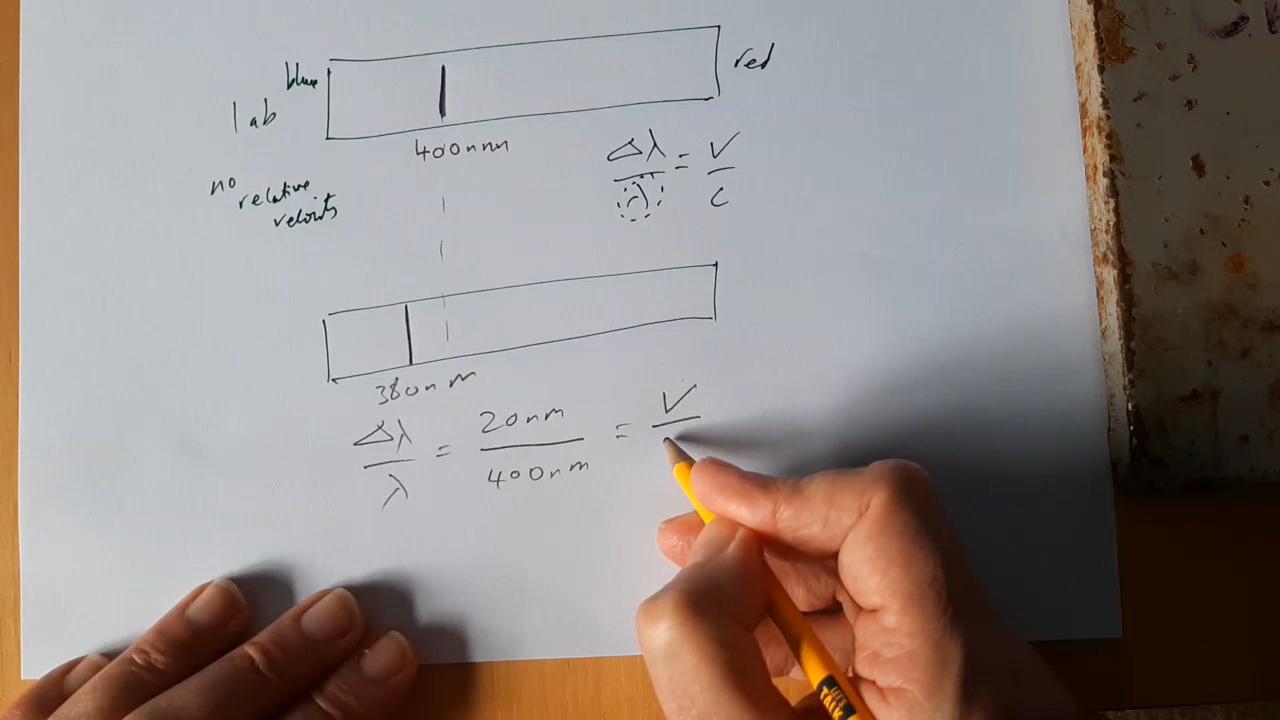 blue
red
lab
400nm
no relative velocity
Δλ/λ = v/c
380nm
Δλ/λ = 20nm/400nm = v